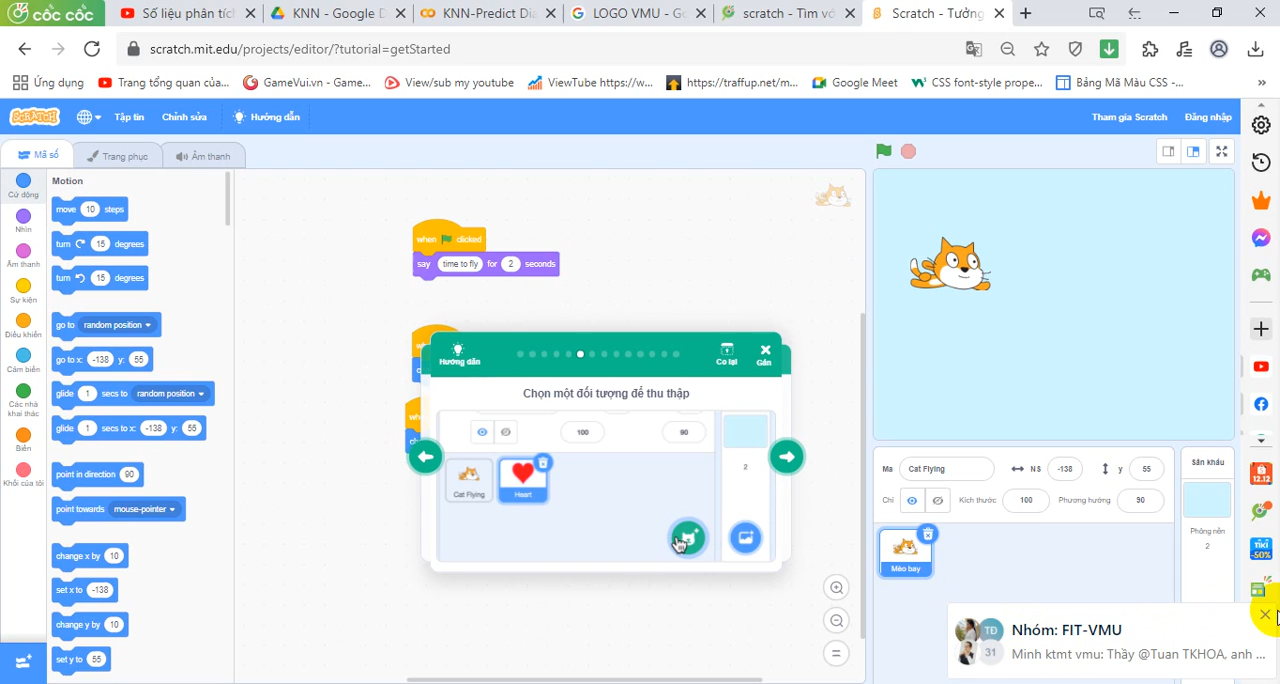 CỐC CỐC
Số liệu phân tích
KNN - Google D
KNN-Predict Dia
LOGO VMU - Go
scratch - Tìm vớ
Scratch - Tưởng
scratch.mit.edu/projects/editor/?tutorial=getStarted
Ứng dụng
Trang tổng quan của...
GameVui.vn - Game...
View/sub my youtube
ViewTube https://w...
https://traffup.net/m...
Google Meet
CSS font-style prope...
Bảng Mã Màu CSS -...
SCRATCH
Tập tin
Chỉnh sửa
Hướng dẫn
Tham gia Scratch
Đăng nhập
Mã số
Trang phục
Âm thanh
Cử động
Nhìn
Âm thanh
Sự kiện
Điều khiển
Cảm biến
Các nhà khai thác
Biến
Khối của tôi
Motion
move 10 steps
turn 15 degrees
turn 15 degrees
go to random position
go to x: -138 y: 55
glide 1 secs to random position
glide 1 secs to x: -138 y: 55
point in direction 90
point towards mouse-pointer
change x by 10
set x to -138
change y by 10
set y to 55
when clicked
say time to fly for 2 seconds
Hướng dẫn
Co lại
Gần
Chọn một đối tượng để thu thập
100
90
2
Cat Flying
Heart
Ma
Cat Flying
NS
-138
y
55
Chỉ
Kích thước
100
Phương hướng
90
Mèo bay
Sân khấu
Phông nền
2
12.12
TIKI
-50%
TĐ
31
Nhóm: FIT-VMU
Minh ktmt vmu: Thầy @Tuan TKHOA, anh ...